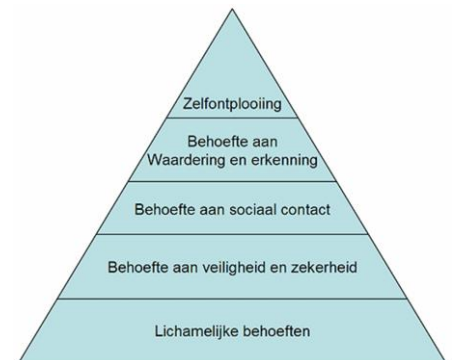 Zelfontplooiing
Behoefte aan
Waardering en erkenning
Behoefte aan sociaal contact
Behoefte aan veiligheid en zekerheid
Lichamelijke behoeften